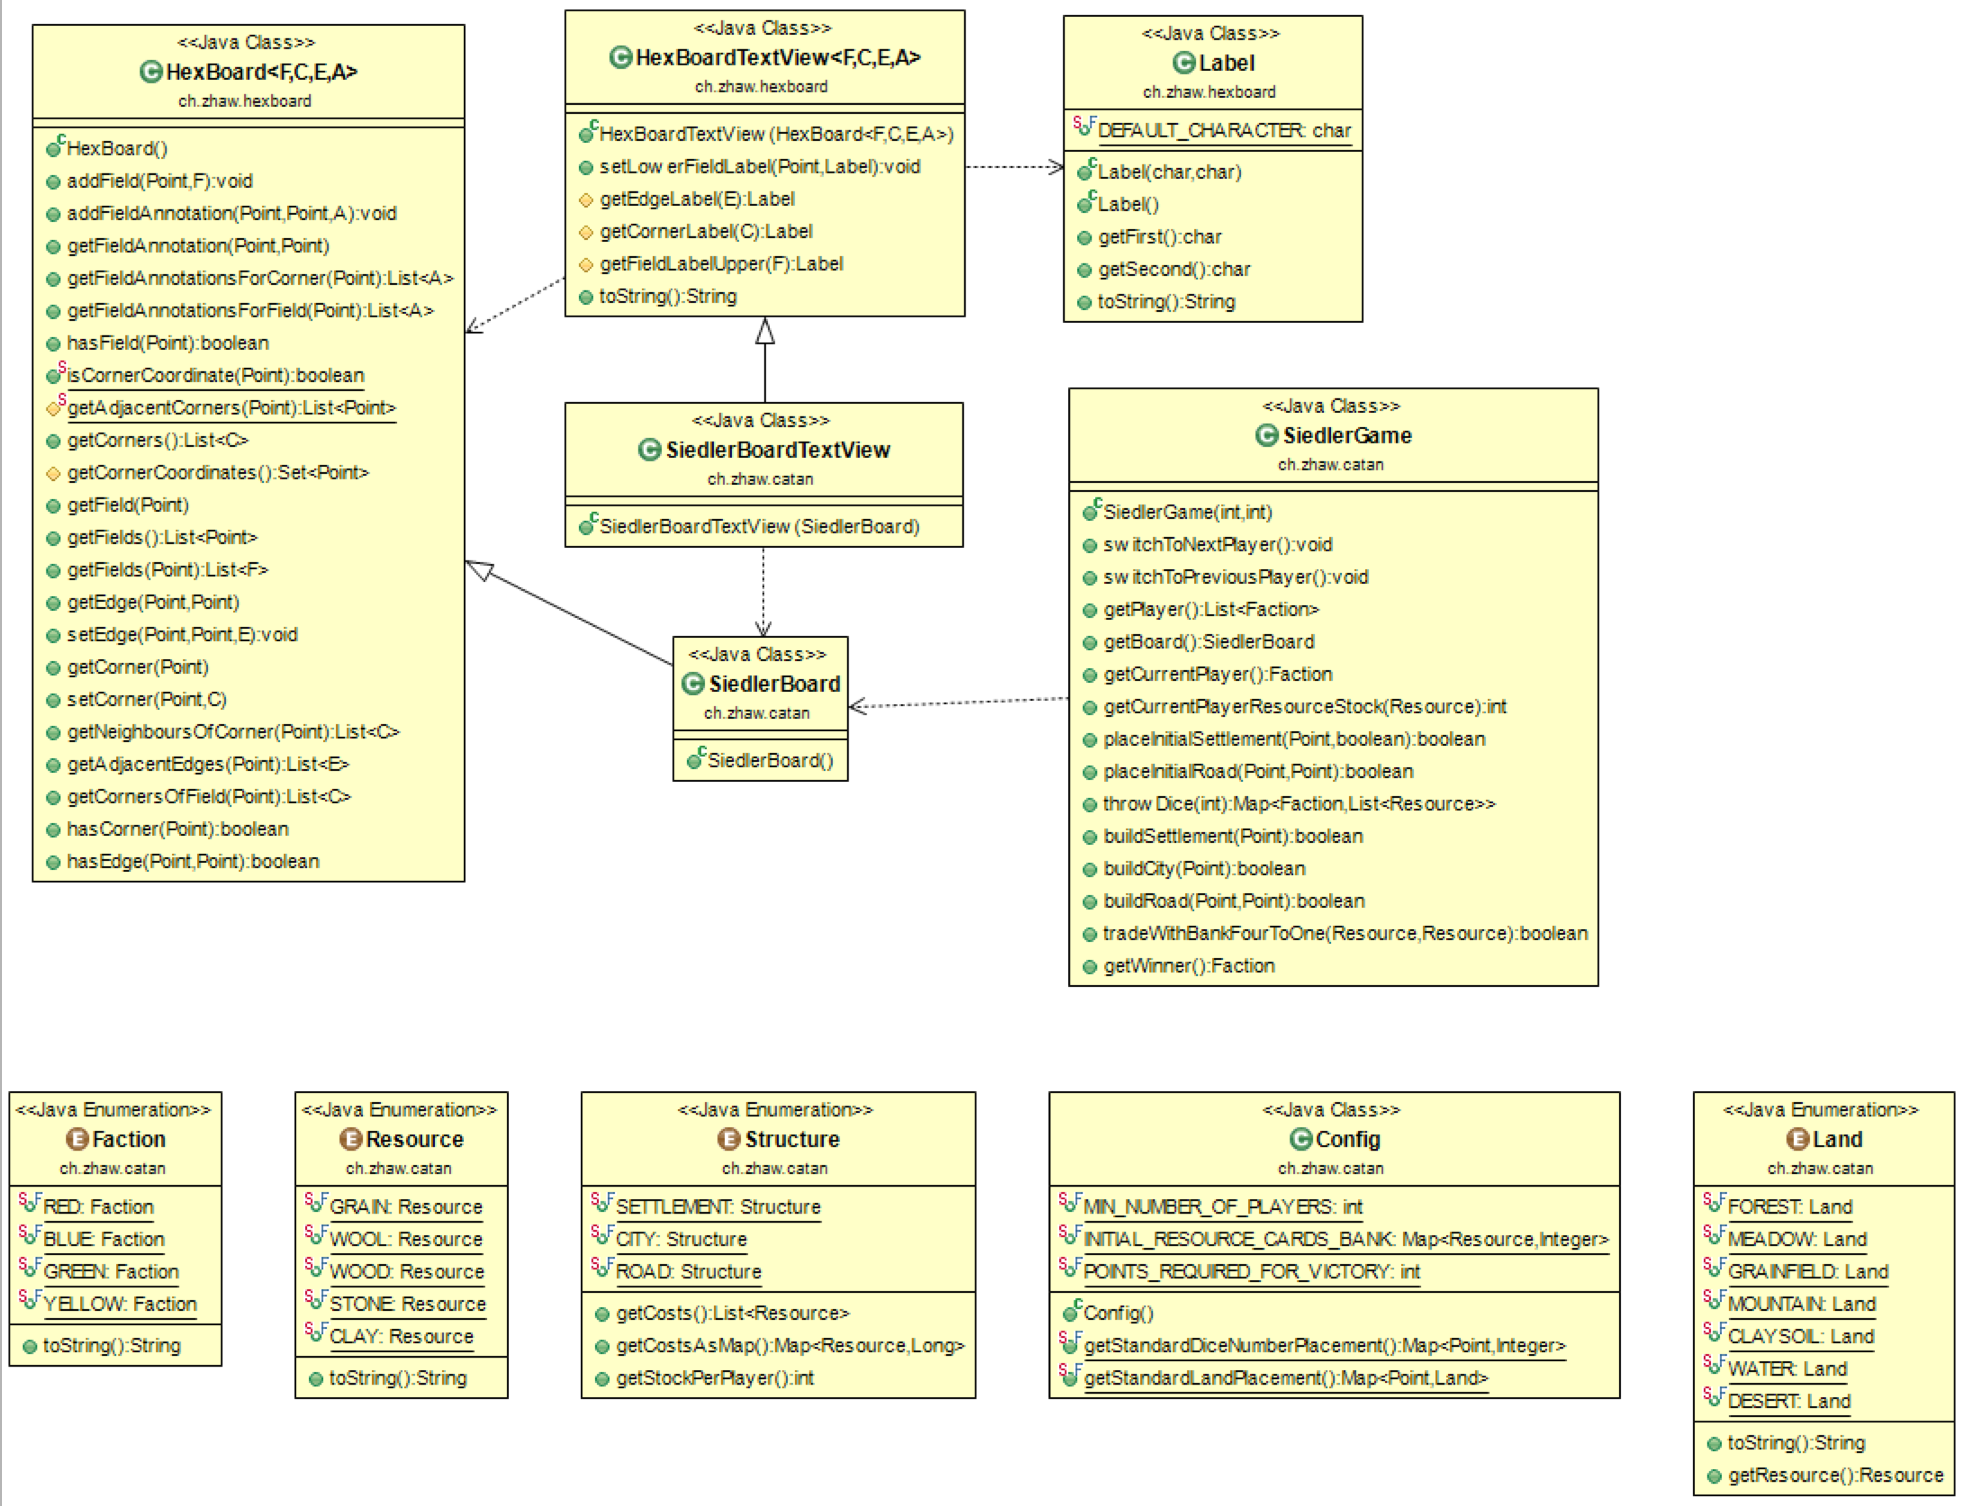 <<Java Class>>
HexBoard<F,C,E,A>
ch.zhaw.hexboard
HexBoard()
addField(Point,F):void
addFieldAnnotation(Point,Point,A):void
getFieldAnnotation(Point,Point)
getFieldAnnotationsForCorner(Point):List<A>
getFieldAnnotationsForField(Point):List<A>
hasField(Point):boolean
isCornerCoordinate(Point):boolean
getAdjacentCorners(Point):List<Point>
getCorners():List<C>
getCornerCoordinates():Set<Point>
getField(Point)
getFields():List<Point>
getFields(Point):List<F>
getEdge(Point,Point)
setEdge(Point,Point,E):void
getCorner(Point)
setCorner(Point,C)
getNeighboursOfCorner(Point):List<C>
getAdjacentEdges(Point):List<E>
getCornersOfField(Point):List<C>
hasCorner(Point):boolean
hasEdge(Point,Point):boolean
<<Java Class>>
HexBoardTextView<F,C,E,A>
ch.zhaw.hexboard
HexBoardTextView(HexBoard<F,C,E,A>)
setLowerFieldLabel(Point,Label):void
getEdgeLabel(E):Label
getCornerLabel(C):Label
getFieldLabelUpper(F):Label
toString():String
<<Java Class>>
Label
ch.zhaw.hexboard
DEFAULT_CHARACTER: char
Label(char,char)
Label()
getFirst():char
getSecond():char
toString():String
<<Java Class>>
SiedlerBoardTextView
ch.zhaw.catan
SiedlerBoardTextView(SiedlerBoard)
<<Java Class>>
SiedlerBoard
ch.zhaw.catan
SiedlerBoard()
<<Java Class>>
SiedlerGame
ch.zhaw.catan
SiedlerGame(int,int)
switchToNextPlayer():void
switchToPreviousPlayer():void
getPlayer():List<Faction>
getBoard():SiedlerBoard
getCurrentPlayer():Faction
getCurrentPlayerResourceStock(Resource):int
placeInitialSettlement(Point,boolean):boolean
placeInitialRoad(Point,Point):boolean
throwDice(int):Map<Faction,List<Resource>>
buildSettlement(Point):boolean
buildCity(Point):boolean
buildRoad(Point,Point):boolean
tradeWithBankFourToOne(Resource,Resource):boolean
getWinner():Faction
<<Java Enumeration>>
Faction
ch.zhaw.catan
RED: Faction
BLUE: Faction
GREEN: Faction
YELLOW: Faction
toString():String
<<Java Enumeration>>
Resource
ch.zhaw.catan
GRAIN: Resource
WOOL: Resource
WOOD: Resource
STONE: Resource
CLAY: Resource
toString():String
<<Java Enumeration>>
Structure
ch.zhaw.catan
SETTLEMENT: Structure
CITY: Structure
ROAD: Structure
getCosts():List<Resource>
getCostsAsMap():Map<Resource,Long>
getStockPerPlayer():int
<<Java Class>>
Config
ch.zhaw.catan
MIN_NUMBER_OF_PLAYERS: int
INITIAL_RESOURCE_CARDS_BANK: Map<Resource,Integer>
POINTS_REQUIRED_FOR_VICTORY: int
Config()
getStandardDiceNumberPlacement():Map<Point,Integer>
getStandardLandPlacement():Map<Point,Land>
<<Java Enumeration>>
Land
ch.zhaw.catan
FOREST: Land
MEADOW: Land
GRAINFIELD: Land
MOUNTAIN: Land
CLAYSOIL: Land
WATER: Land
DESERT: Land
toString():String
getResource():Resource